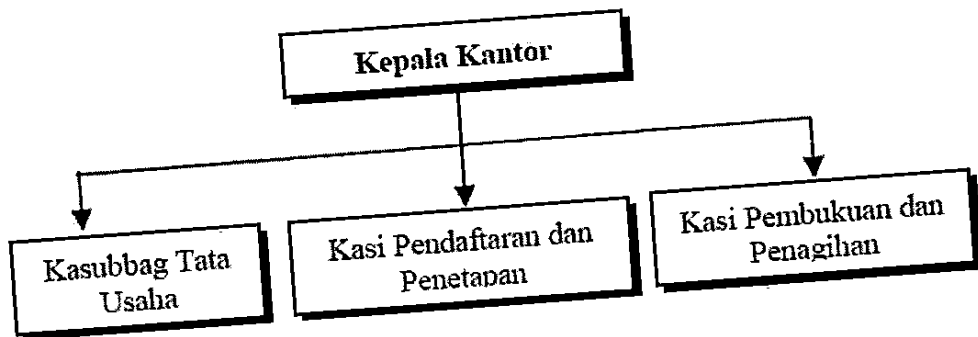 Kepala Kantor
Kasubbag Tata
Usaha
Kasi Pendaftaran dan
Penetapan
Kasi Pembukuan dan
Penagihan